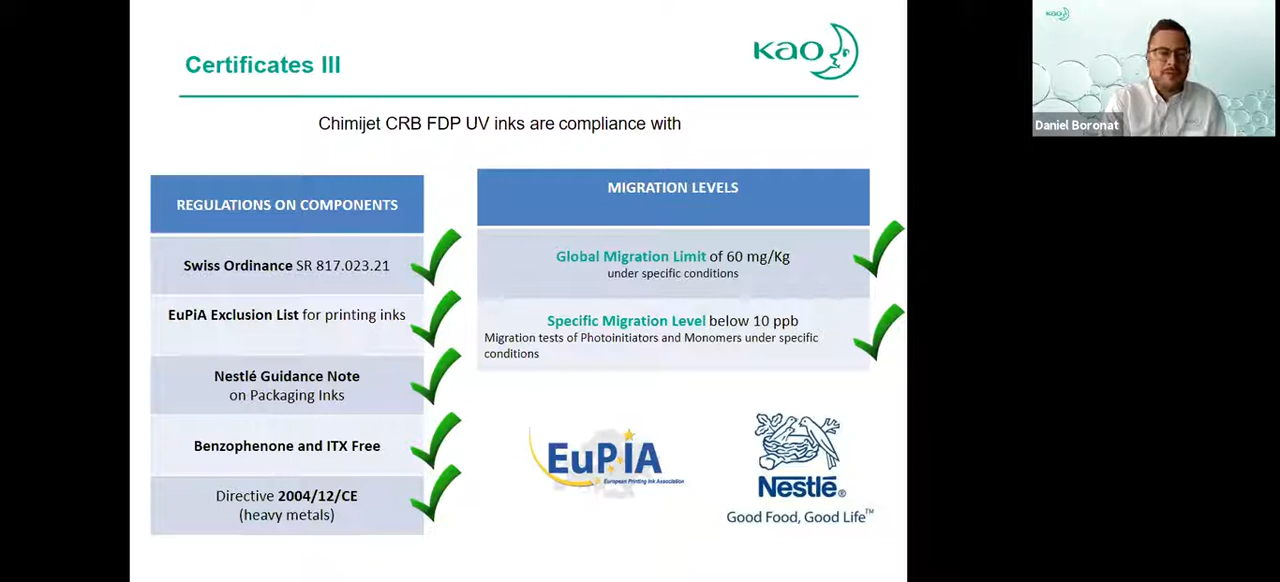 Certificates III
Kao
Chimijet CRB FDP UV inks are compliance with
REGULATIONS ON COMPONENTS
Swiss Ordinance SR 817.023.21
EuPiA Exclusion List for printing inks
Nestlé Guidance Note
on Packaging Inks
Benzophenone and ITX Free
Directive 2004/12/CE
(heavy metals)
MIGRATION LEVELS
Global Migration Limit of 60 mg/Kg
under specific conditions
Specific Migration Level below 10 ppb
Migration tests of Photoinitiators and Monomers under specific
conditions
EuPIA
European Printing Ink Association
Nestlé®
Good Food, Good Life™
Kao
Daniel Boronat